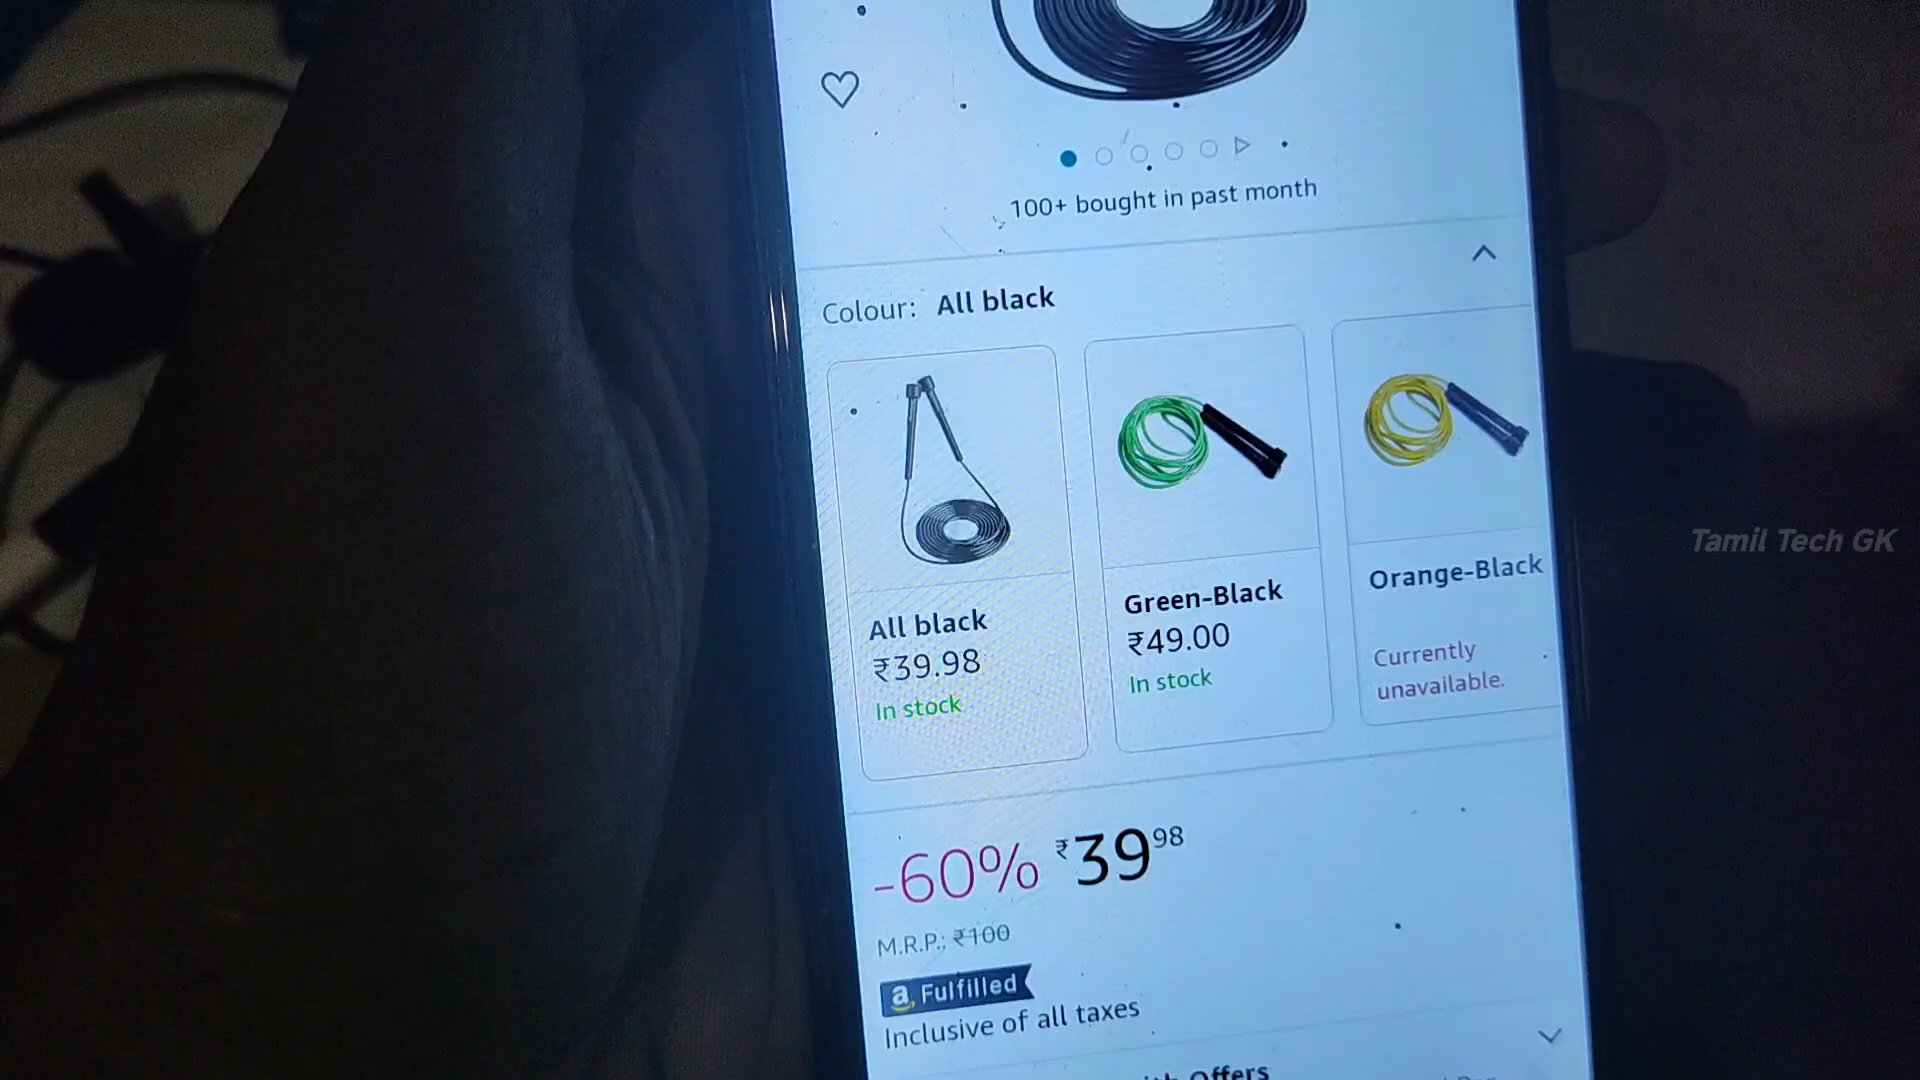 100+ bought in past month
Colour: All black
All black
₹39.98
In stock
Green-Black
₹49.00
In stock
Orange-Black
Currently
unavailable.
-60% ₹39 98
M.R.P.: ₹100
a Fulfilled
Inclusive of all taxes
Offers
Tamil Tech GK